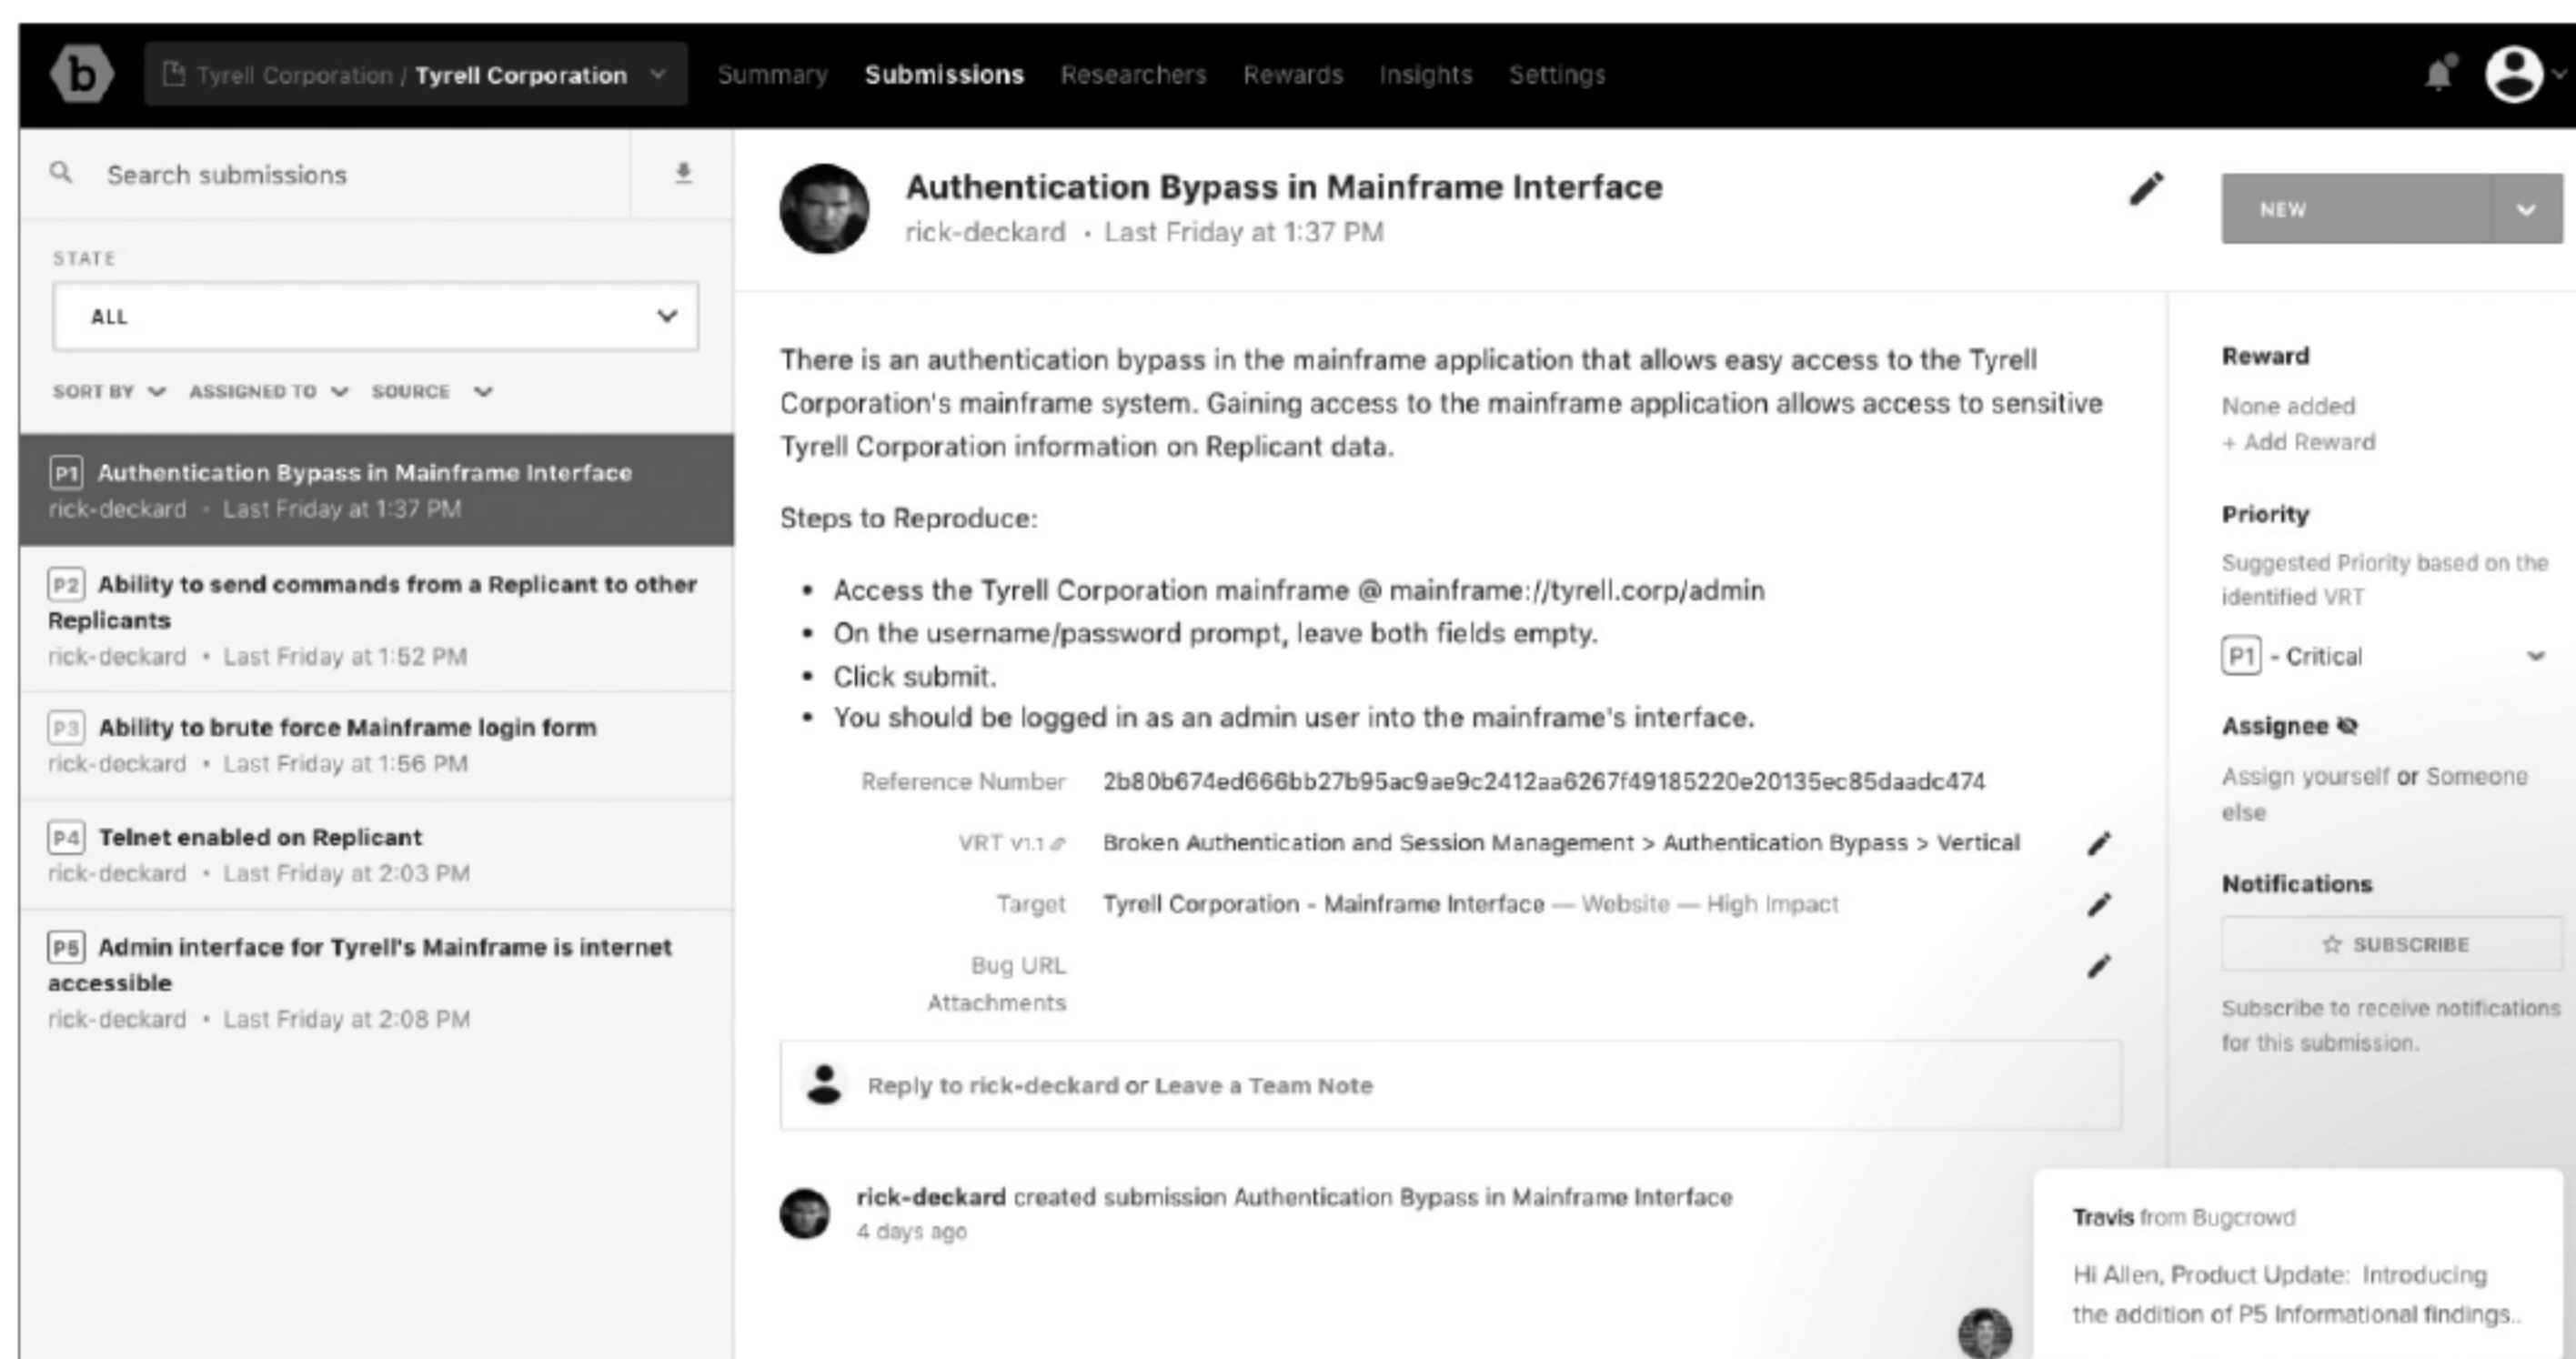 b Tyrell Corporation / Tyrell Corporation Summary Submissions Researchers Rewards Insights Settings
Search submissions
STATE
ALL
SORT BY ASSIGNED TO SOURCE
P1 Authentication Bypass in Mainframe Interface
rick-deckard • Last Friday at 1:37 PM
P2 Ability to send commands from a Replicant to other
Replicants
rick-deckard • Last Friday at 1:52 PM
P3 Ability to brute force Mainframe login form
rick-deckard • Last Friday at 1:56 PM
P4 Telnet enabled on Replicant
rick-deckard • Last Friday at 2:03 PM
P5 Admin interface for Tyrell's Mainframe is internet
accessible
rick-deckard • Last Friday at 2:08 PM
Authentication Bypass in Mainframe Interface
rick-deckard • Last Friday at 1:37 PM
There is an authentication bypass in the mainframe application that allows easy access to the Tyrell
Corporation's mainframe system. Gaining access to the mainframe application allows access to sensitive
Tyrell Corporation information on Replicant data.
Steps to Reproduce:
• Access the Tyrell Corporation mainframe @ mainframe://tyrell.corp/admin
• On the username/password prompt, leave both fields empty.
• Click submit.
• You should be logged in as an admin user into the mainframe's interface.
Reference Number 2b80b674ed666bb27b95ac9ae9c2412aa6267f49185220e20135ec85daadc474
VRT v1.1 Broken Authentication and Session Management > Authentication Bypass > Vertical
Target Tyrell Corporation - Mainframe Interface — Website — High Impact
Bug URL
Attachments
Reply to rick-deckard or Leave a Team Note
rick-deckard created submission Authentication Bypass in Mainframe Interface
4 days ago
NEW
Reward
None added
+ Add Reward
Priority
Suggested Priority based on the
identified VRT
P1 - Critical
Assignee
Assign yourself or Someone
else
Notifications
☆ SUBSCRIBE
Subscribe to receive notifications
for this submission.
Travis from Bugcrowd
Hi Allen, Product Update: Introducing
the addition of P5 Informational findings..